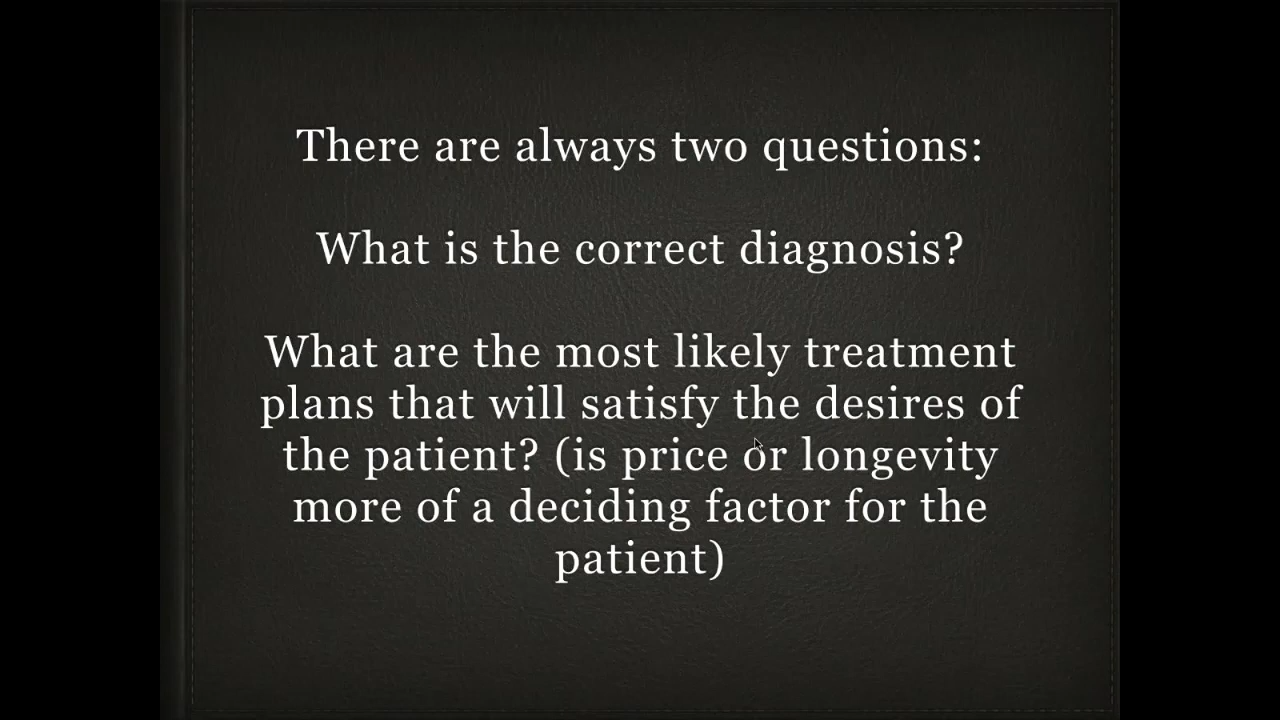 There are always two questions:
What is the correct diagnosis?
What are the most likely treatment
plans that will satisfy the desires of
the patient? (is price or longevity
more of a deciding factor for the
patient)